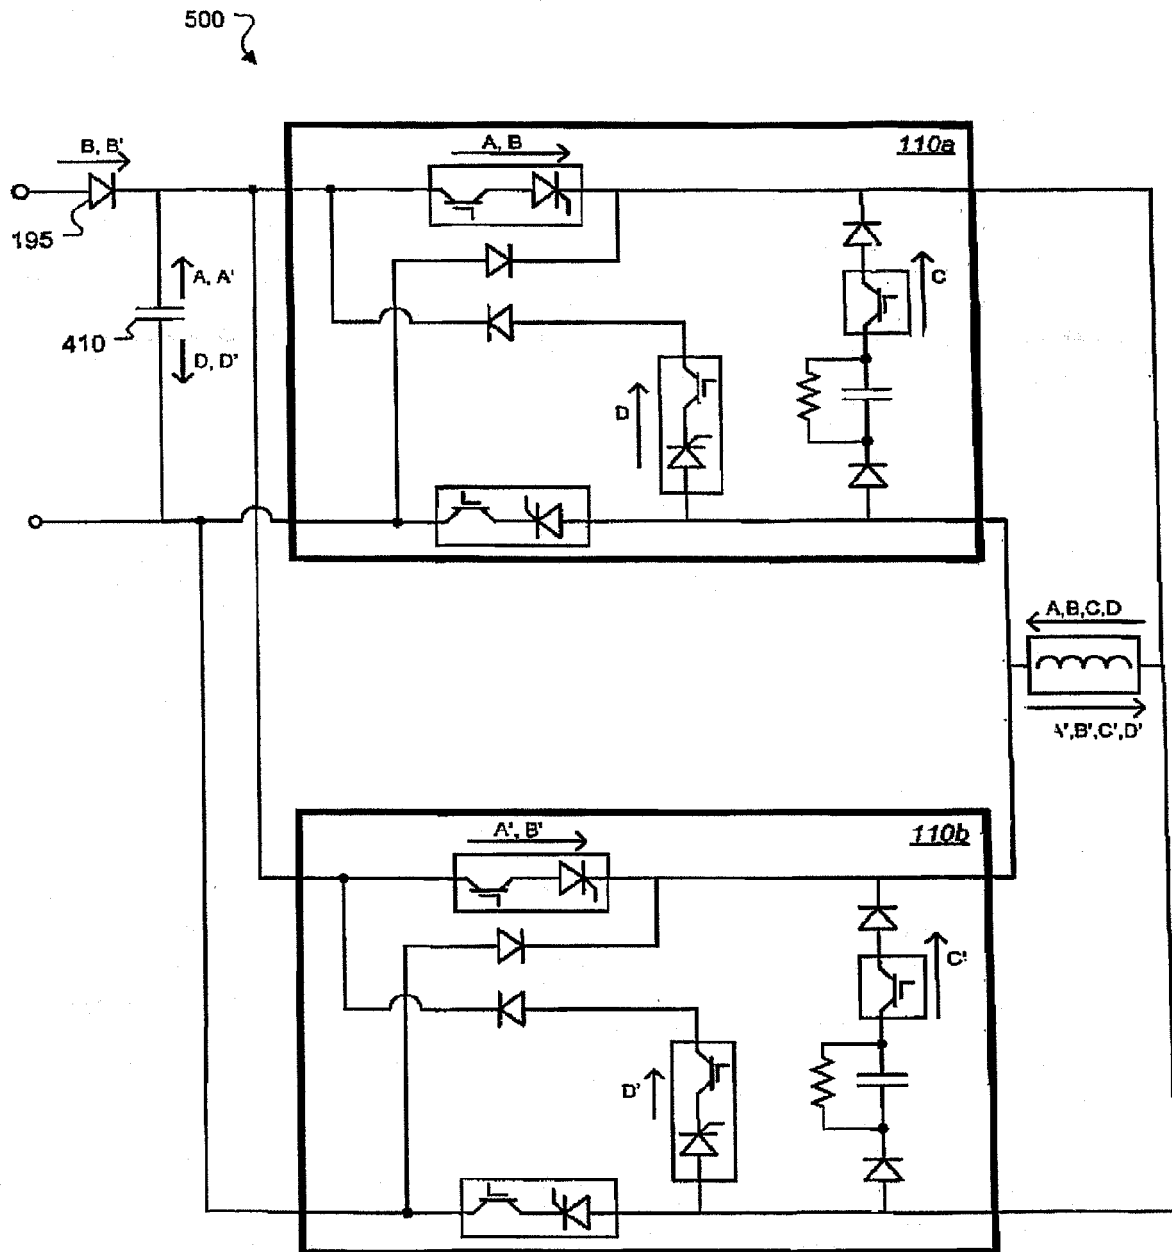 500
B, B'
A, B
110a
195
A, A'
C
410
D, D'
D
A,B,C,D
A',B',C',D'
A', B'
110b
C'
D'